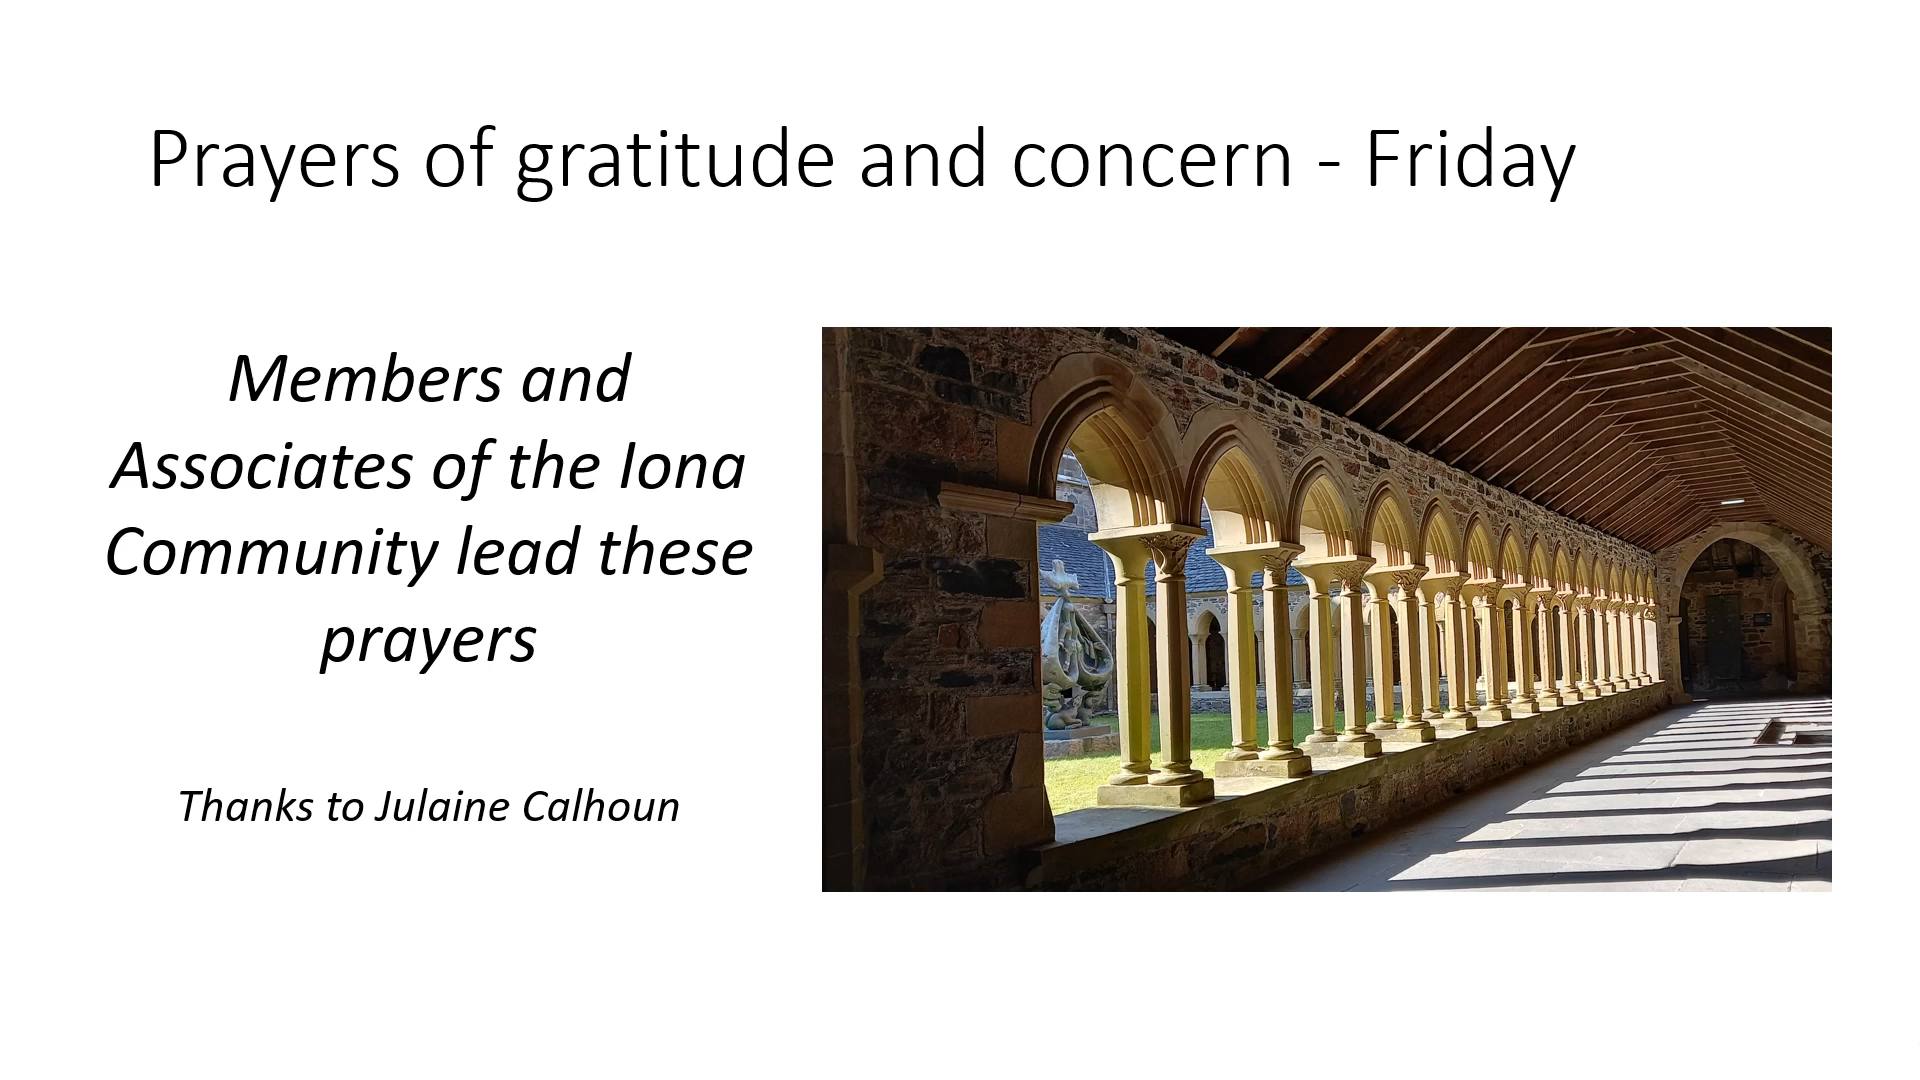 Prayers of gratitude and concern - Friday
Members and
Associates of the Iona
Community lead these
prayers
Thanks to Julaine Calhoun